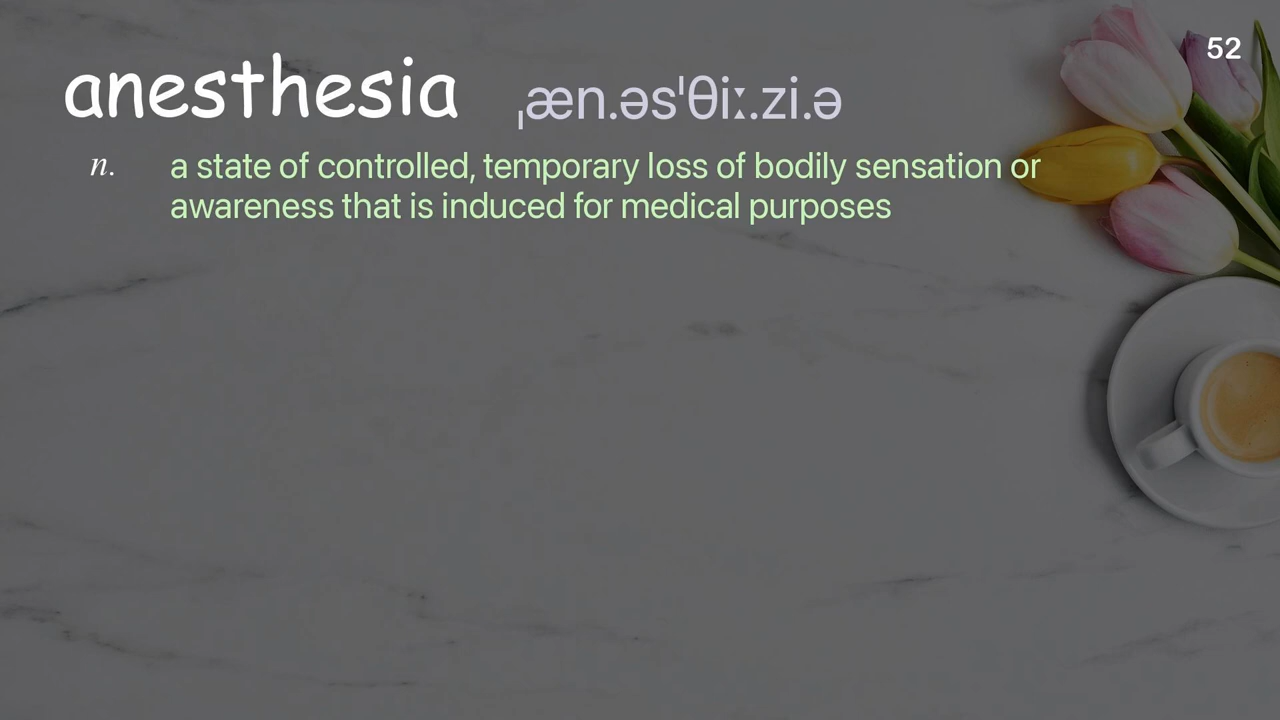 52
anesthesia ˌæn.əsˈθiː.zi.ə
n. a state of controlled, temporary loss of bodily sensation or
awareness that is induced for medical purposes